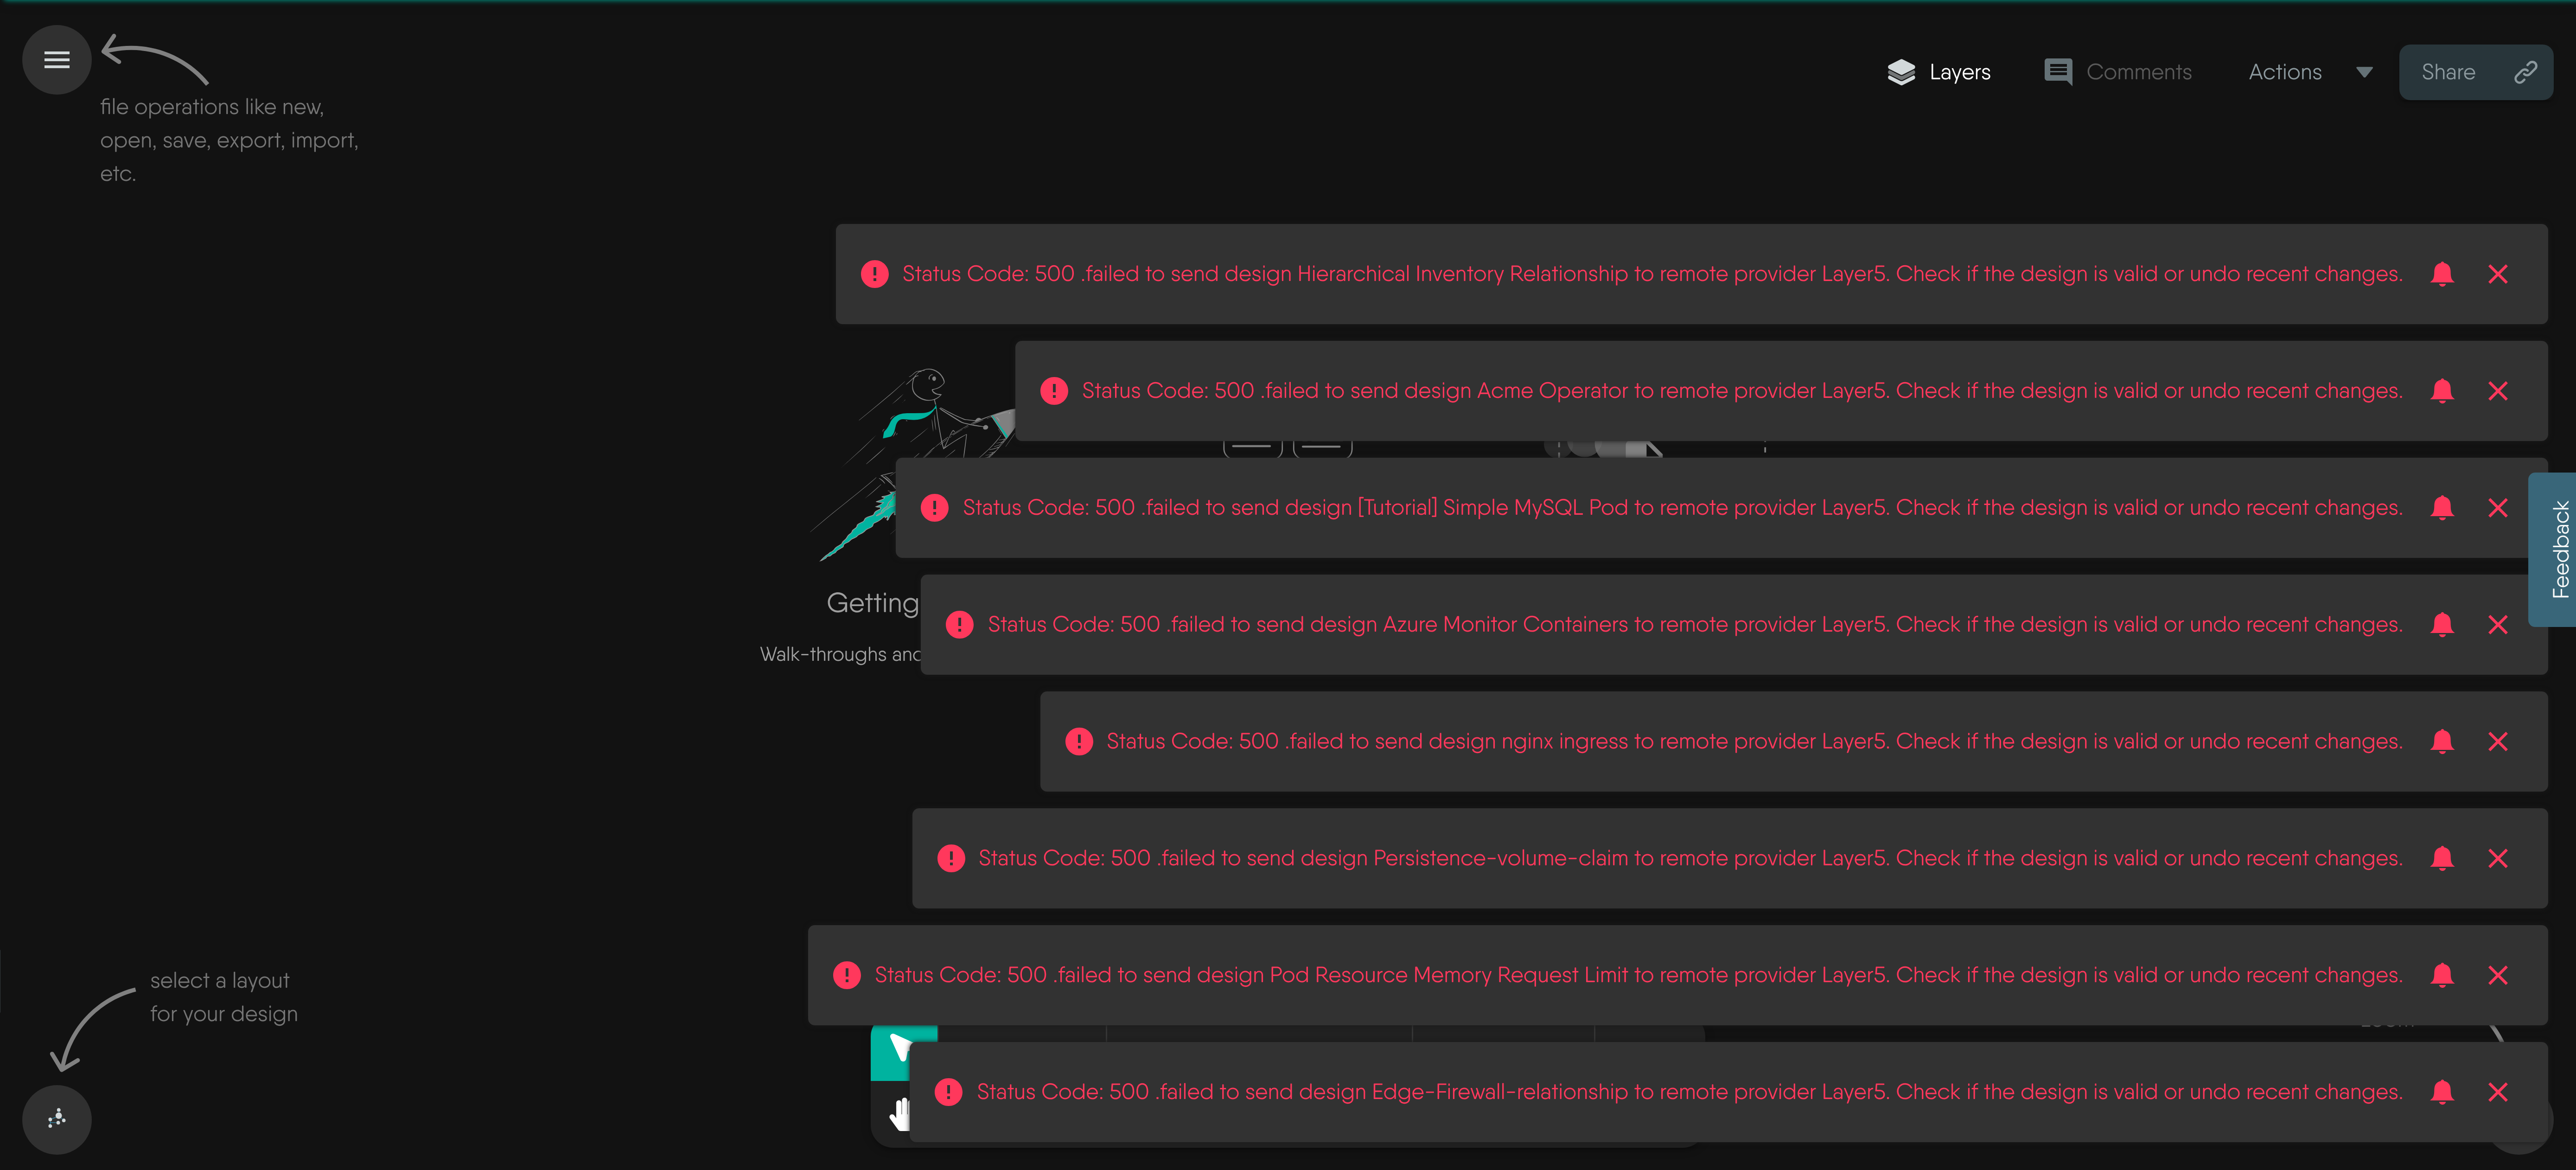 file operations like new,
open, save, export, import,
etc.
Layers
Comments
Actions
Share
Status Code: 500 .failed to send design Hierarchical Inventory Relationship to remote provider Layer5. Check if the design is valid or undo recent changes.
Status Code: 500 .failed to send design Acme Operator to remote provider Layer5. Check if the design is valid or undo recent changes.
Status Code: 500 .failed to send design [Tutorial] Simple MySQL Pod to remote provider Layer5. Check if the design is valid or undo recent changes.
Feedback
Getting
Status Code: 500 .failed to send design Azure Monitor Containers to remote provider Layer5. Check if the design is valid or undo recent changes.
Walk-throughs and
Status Code: 500 .failed to send design nginx ingress to remote provider Layer5. Check if the design is valid or undo recent changes.
Status Code: 500 .failed to send design Persistence-volume-claim to remote provider Layer5. Check if the design is valid or undo recent changes.
Status Code: 500 .failed to send design Pod Resource Memory Request Limit to remote provider Layer5. Check if the design is valid or undo recent changes.
select a layout
for your design
Status Code: 500 .failed to send design Edge-Firewall-relationship to remote provider Layer5. Check if the design is valid or undo recent changes.